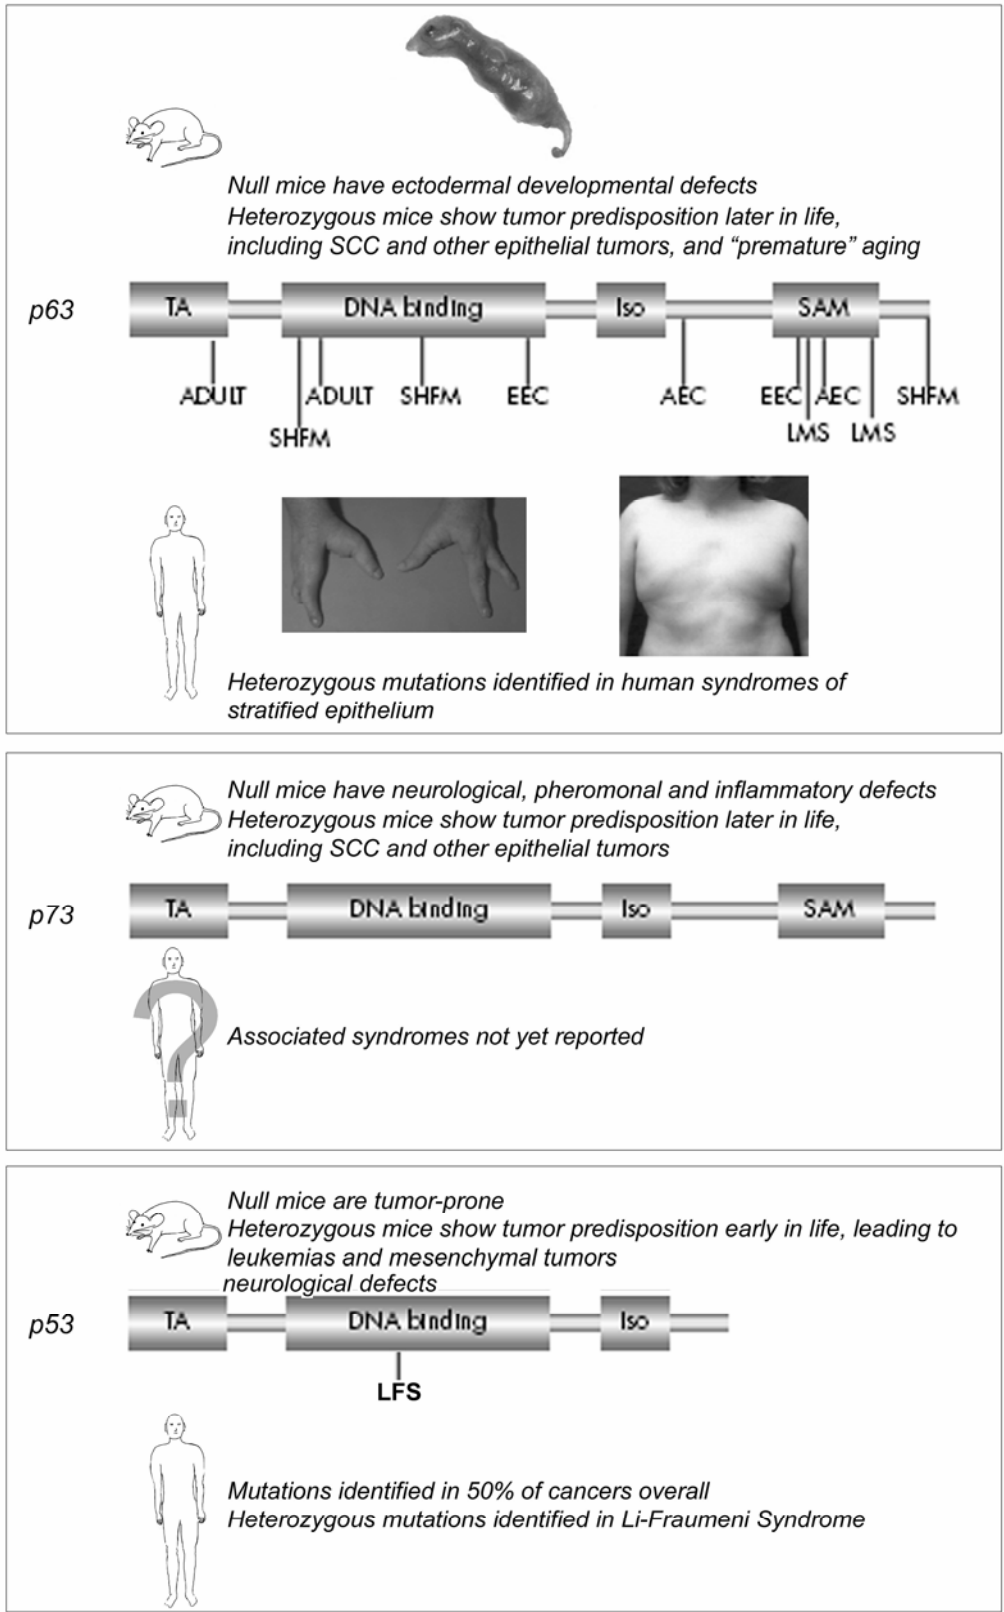 Null mice have ectodermal developmental defects
Heterozygous mice show tumor predisposition later in life,
including SCC and other epithelial tumors, and “premature” aging
p63
TA DNA binding Iso SAM
ADULT ADULT SHFM EEC AEC EEC AEC SHFM
SHFM LMS LMS
Heterozygous mutations identified in human syndromes of
stratified epithelium
Null mice have neurological, pheromonal and inflammatory defects
Heterozygous mice show tumor predisposition later in life,
including SCC and other epithelial tumors
p73
TA DNA binding Iso SAM
?
Associated syndromes not yet reported
Null mice are tumor-prone
Heterozygous mice show tumor predisposition early in life, leading to
leukemias and mesenchymal tumors
neurological defects
p53
TA DNA binding Iso
LFS
Mutations identified in 50% of cancers overall
Heterozygous mutations identified in Li-Fraumeni Syndrome